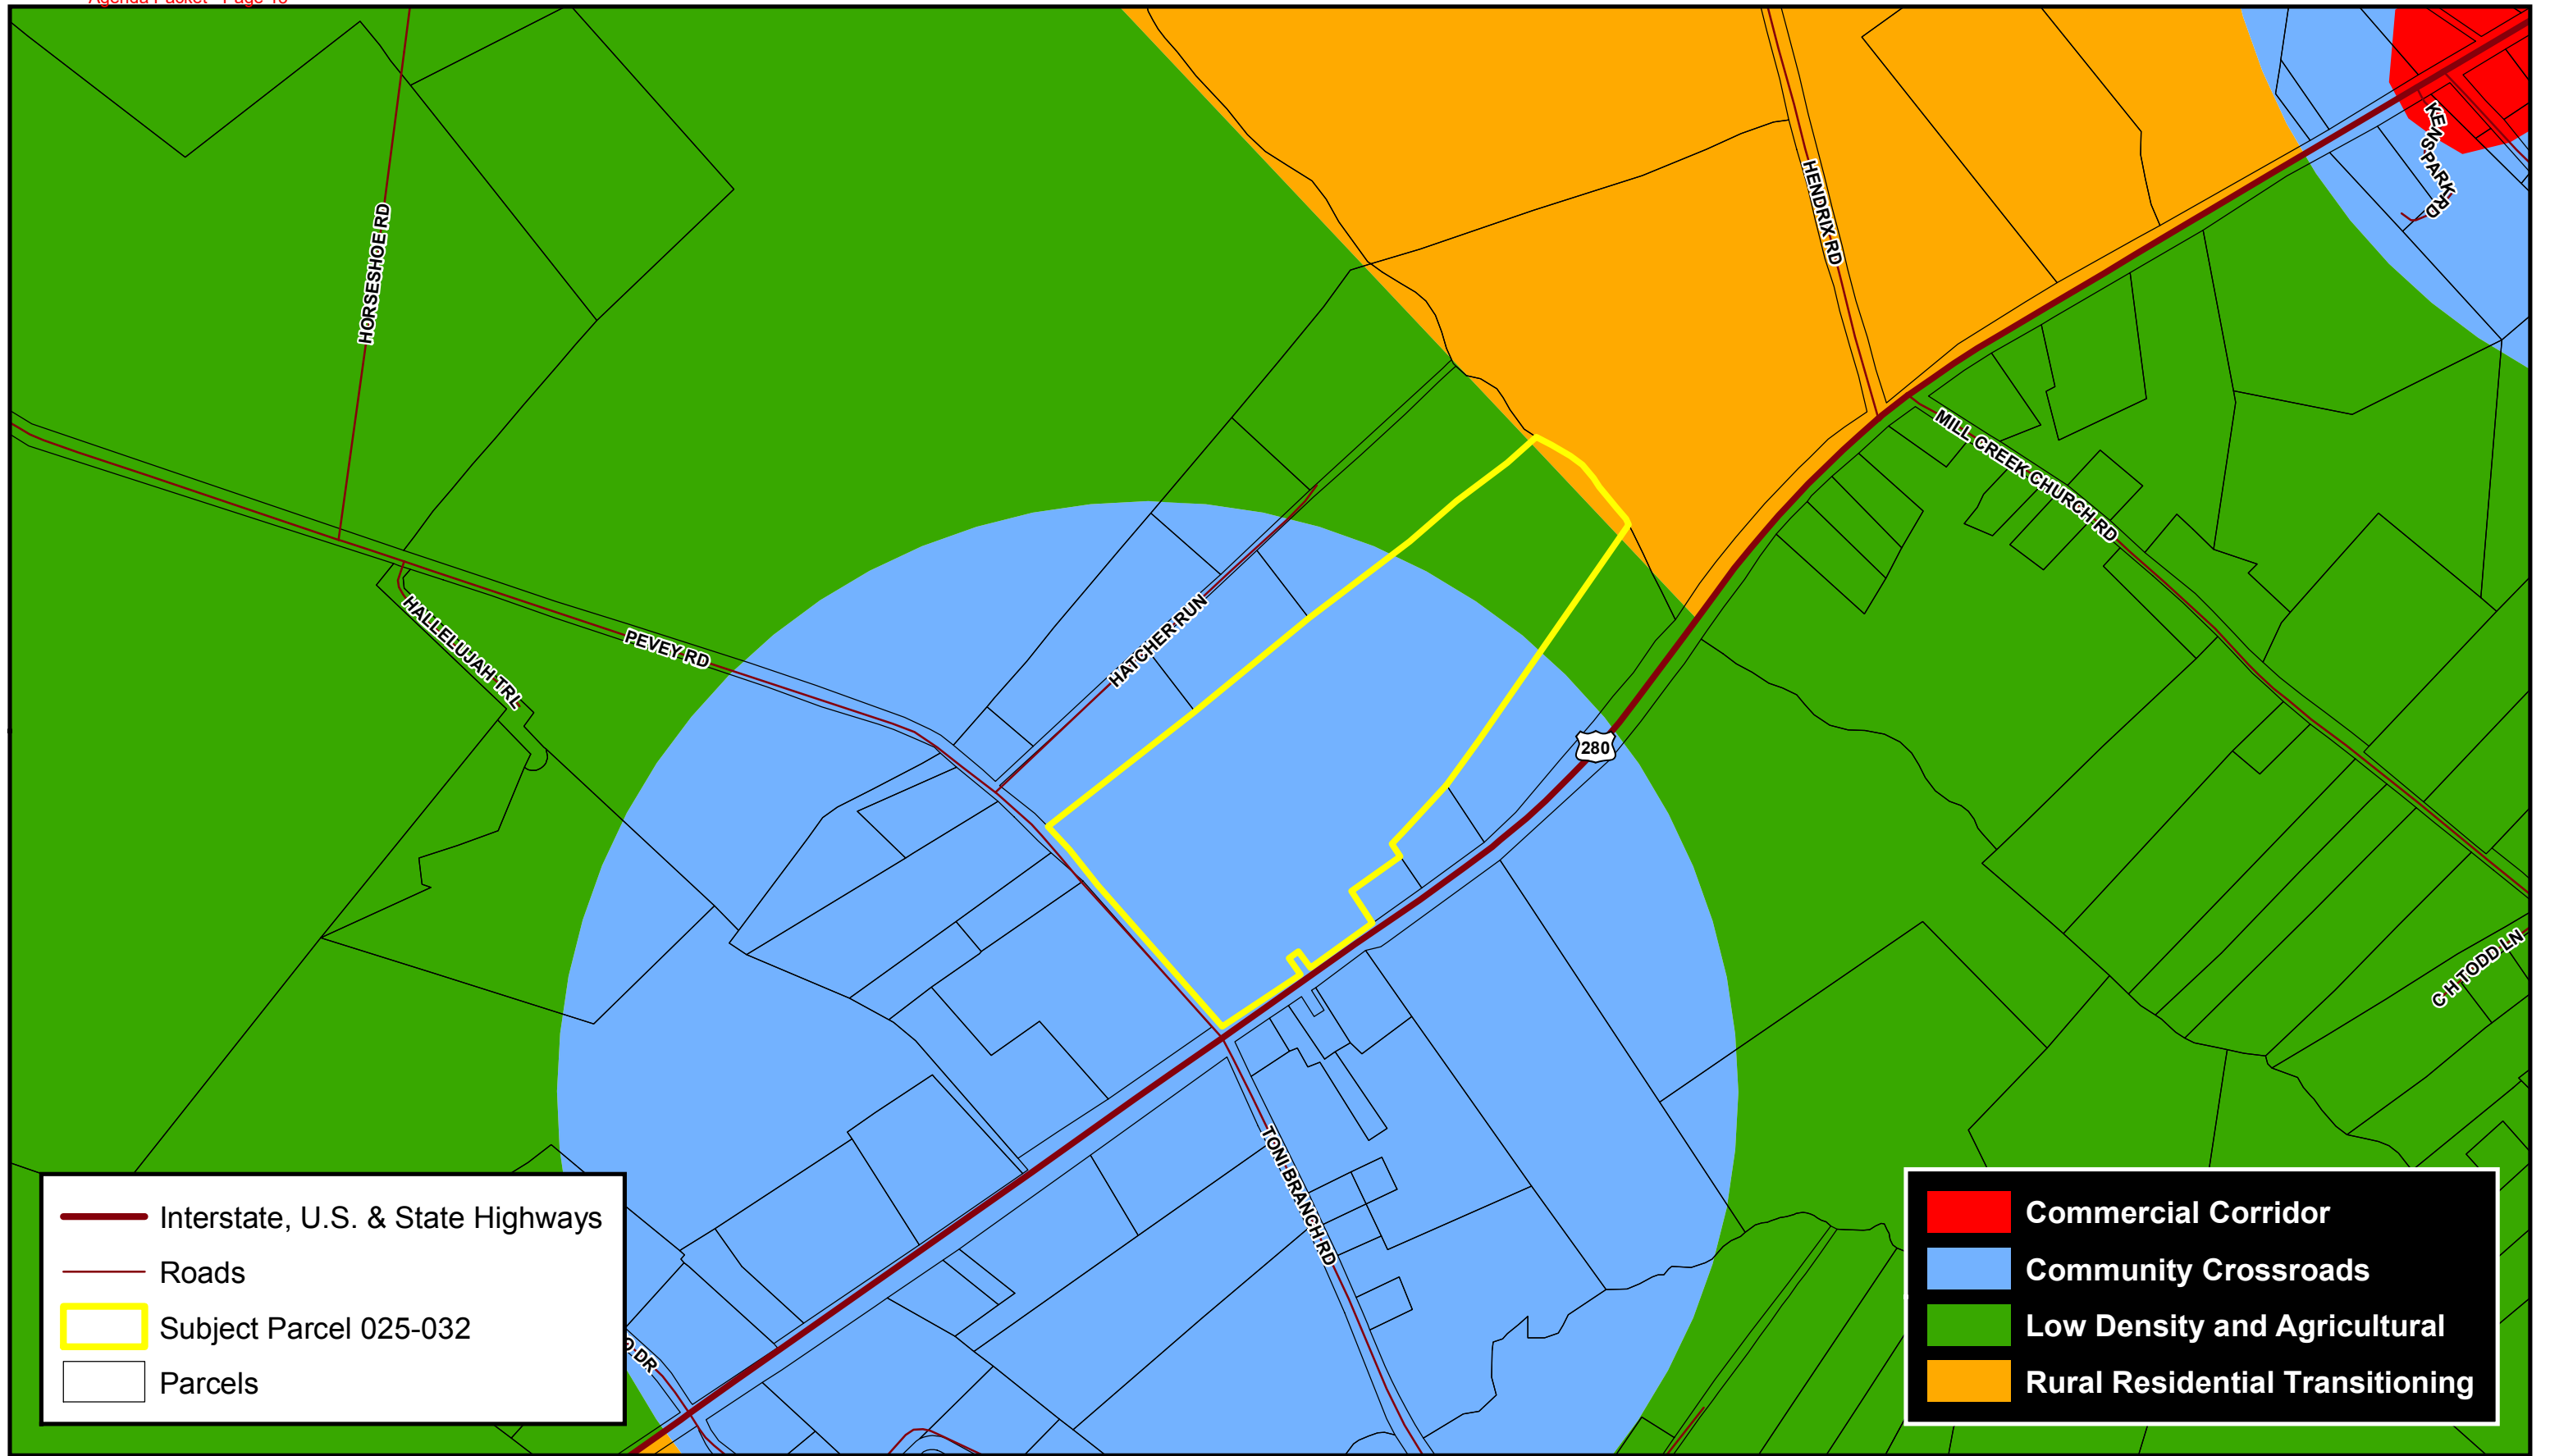 HORSESHOE RD
HENDRIX RD
KEN'S PARK RD
MILL CREEK CHURCH RD
HALLELUJAH TRL
PEVEY RD
HATCHER RUN
280
C H TODD LN
TONI BRANCH RD
DR
Interstate, U.S. & State Highways
Roads
Subject Parcel 025-032
Parcels
Commercial Corridor
Community Crossroads
Low Density and Agricultural
Rural Residential Transitioning